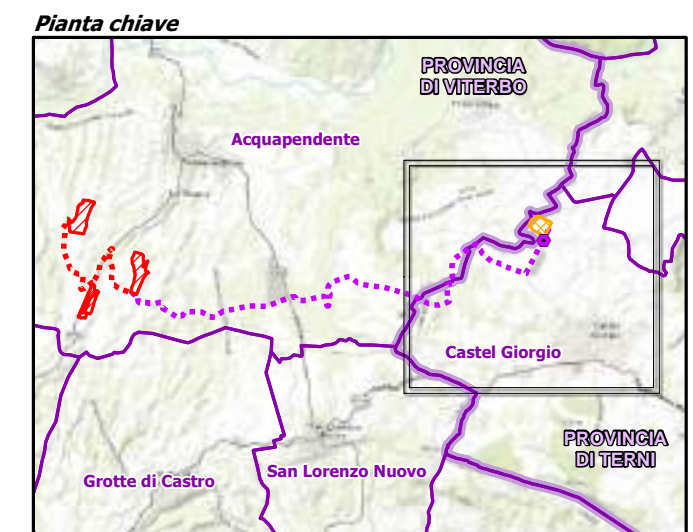 Pianta chiave
PROVINCIA
DI VITERBO
Acquapendente
Castel Giorgio
PROVINCIA
DI TERNI
San Lorenzo Nuovo
Grotte di Castro